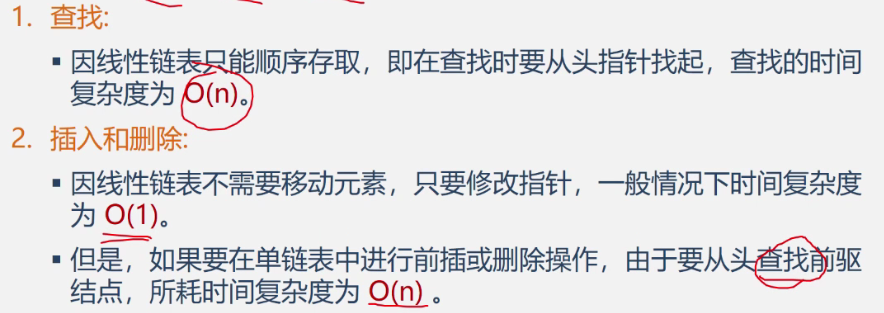 1. 查找:
▪ 因线性链表只能顺序存取，即在查找时要从头指针找起，查找的时间
复杂度为 O(n)。
2. 插入和删除:
▪ 因线性链表不需要移动元素，只要修改指针，一般情况下时间复杂度
为 O(1)。
▪ 但是，如果要在单链表中进行前插或删除操作，由于要从头查找前驱
结点，所耗时间复杂度为 O(n) 。